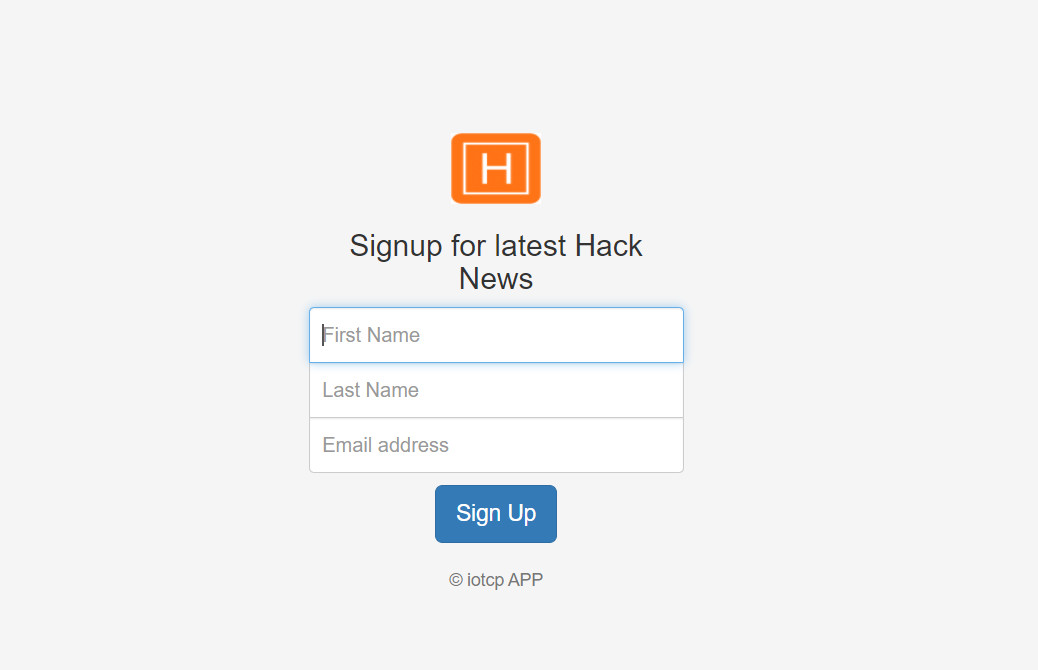 H
Signup for latest Hack
News
First Name
Last Name
Email address
Sign Up
© iotcp APP